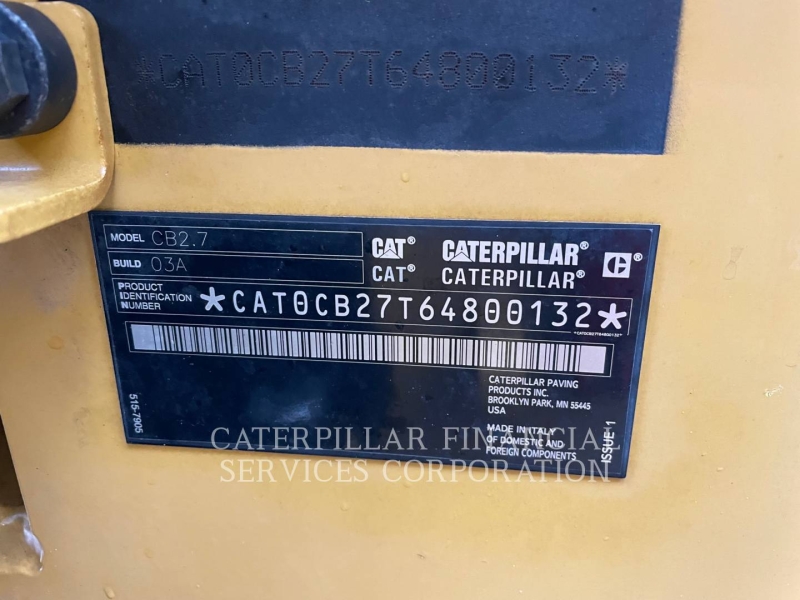 *CAT0CB27T64800132*
MODEL CB2.7
BUILD 03A
CAT® CATERPILLAR® C
CAT® CATERPILLAR®
PRODUCT
IDENTIFICATION
NUMBER
*CAT0CB27T64800132*
*CAT0CB27T64800132*
CATERPILLAR PAVING
PRODUCTS INC.
BROOKLYN PARK, MN 55445
USA
MADE IN ITALY
OF DOMESTIC AND
FOREIGN COMPONENTS
515-7905
ISSUE 1
CATERPILLAR FINANCIAL
SERVICES CORPORATION